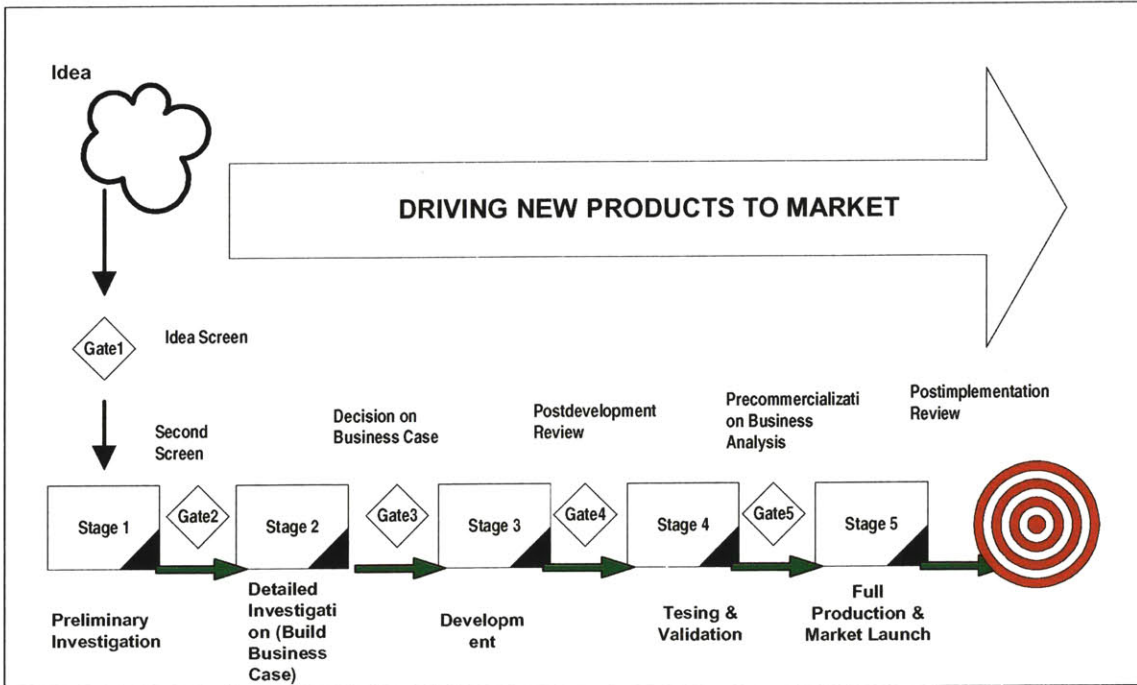 Idea
DRIVING NEW PRODUCTS TO MARKET
Gate1
Idea Screen
Second
Screen
Decision on
Business Case
Postdevelopment
Review
Precommercializati
on Business
Analysis
Postimplementation
Review
Stage 1
Gate2
Stage 2
Gate3
Stage 3
Gate4
Stage 4
Gate5
Stage 5
Preliminary
Investigation
Detailed
Investigati
on (Build
Business
Case)
Developm
ent
Tesing &
Validation
Full
Production &
Market Launch